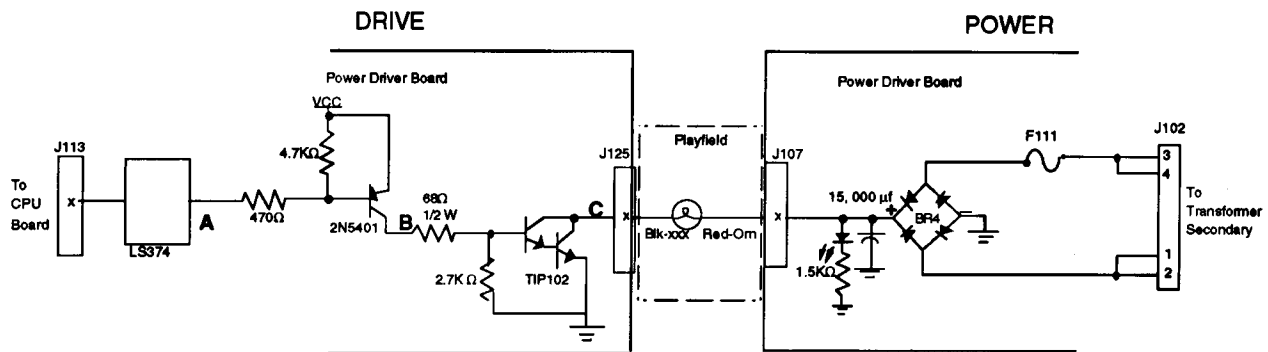 DRIVE
POWER
Power Driver Board
Power Driver Board
VCC
Playfield
F111
J102
J113
4.7KΩ
J125
J107
3
4
To
CPU
Board
x
A
470Ω
2N5401
B
68Ω
1/2 W
C
x
Blk-xxx
Red-Orn
x
15, 000 µf
+
BR4
-
To
Transformer
Secondary
LS374
2.7K Ω
TIP102
1.5KΩ
1
2